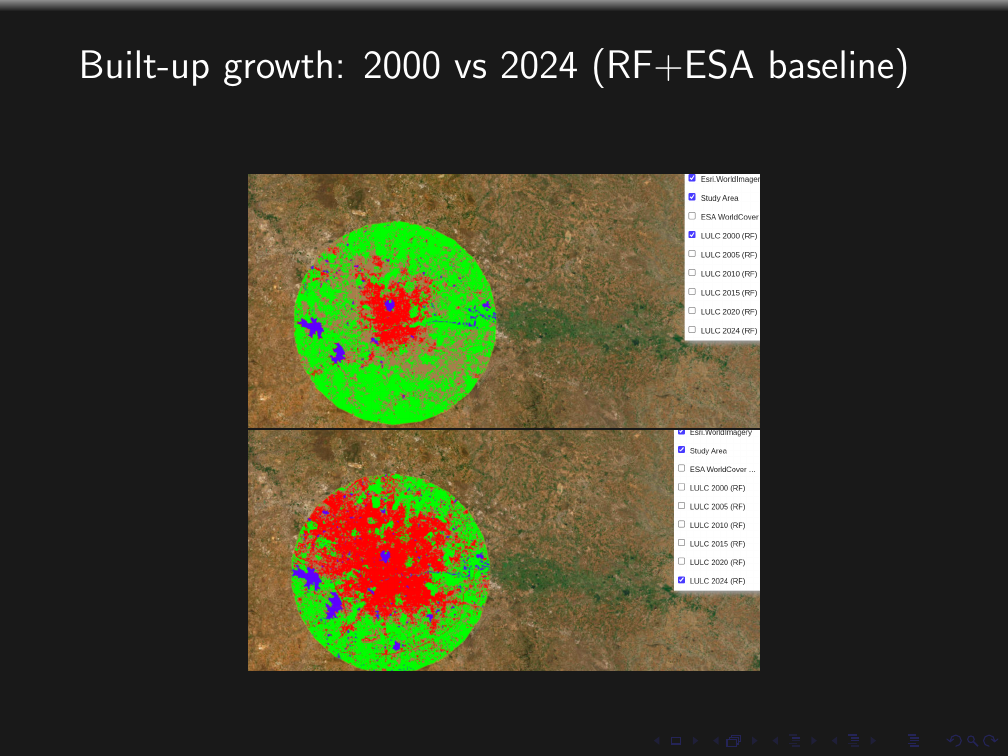 Built-up growth: 2000 vs 2024 (RF+ESA baseline)
Esri.WorldImager
Study Area
ESA WorldCover
LULC 2000 (RF)
LULC 2005 (RF)
LULC 2010 (RF)
LULC 2015 (RF)
LULC 2020 (RF)
LULC 2024 (RF)
Esri.WorldImagery
Study Area
ESA WorldCover ...
LULC 2000 (RF)
LULC 2005 (RF)
LULC 2010 (RF)
LULC 2015 (RF)
LULC 2020 (RF)
LULC 2024 (RF)